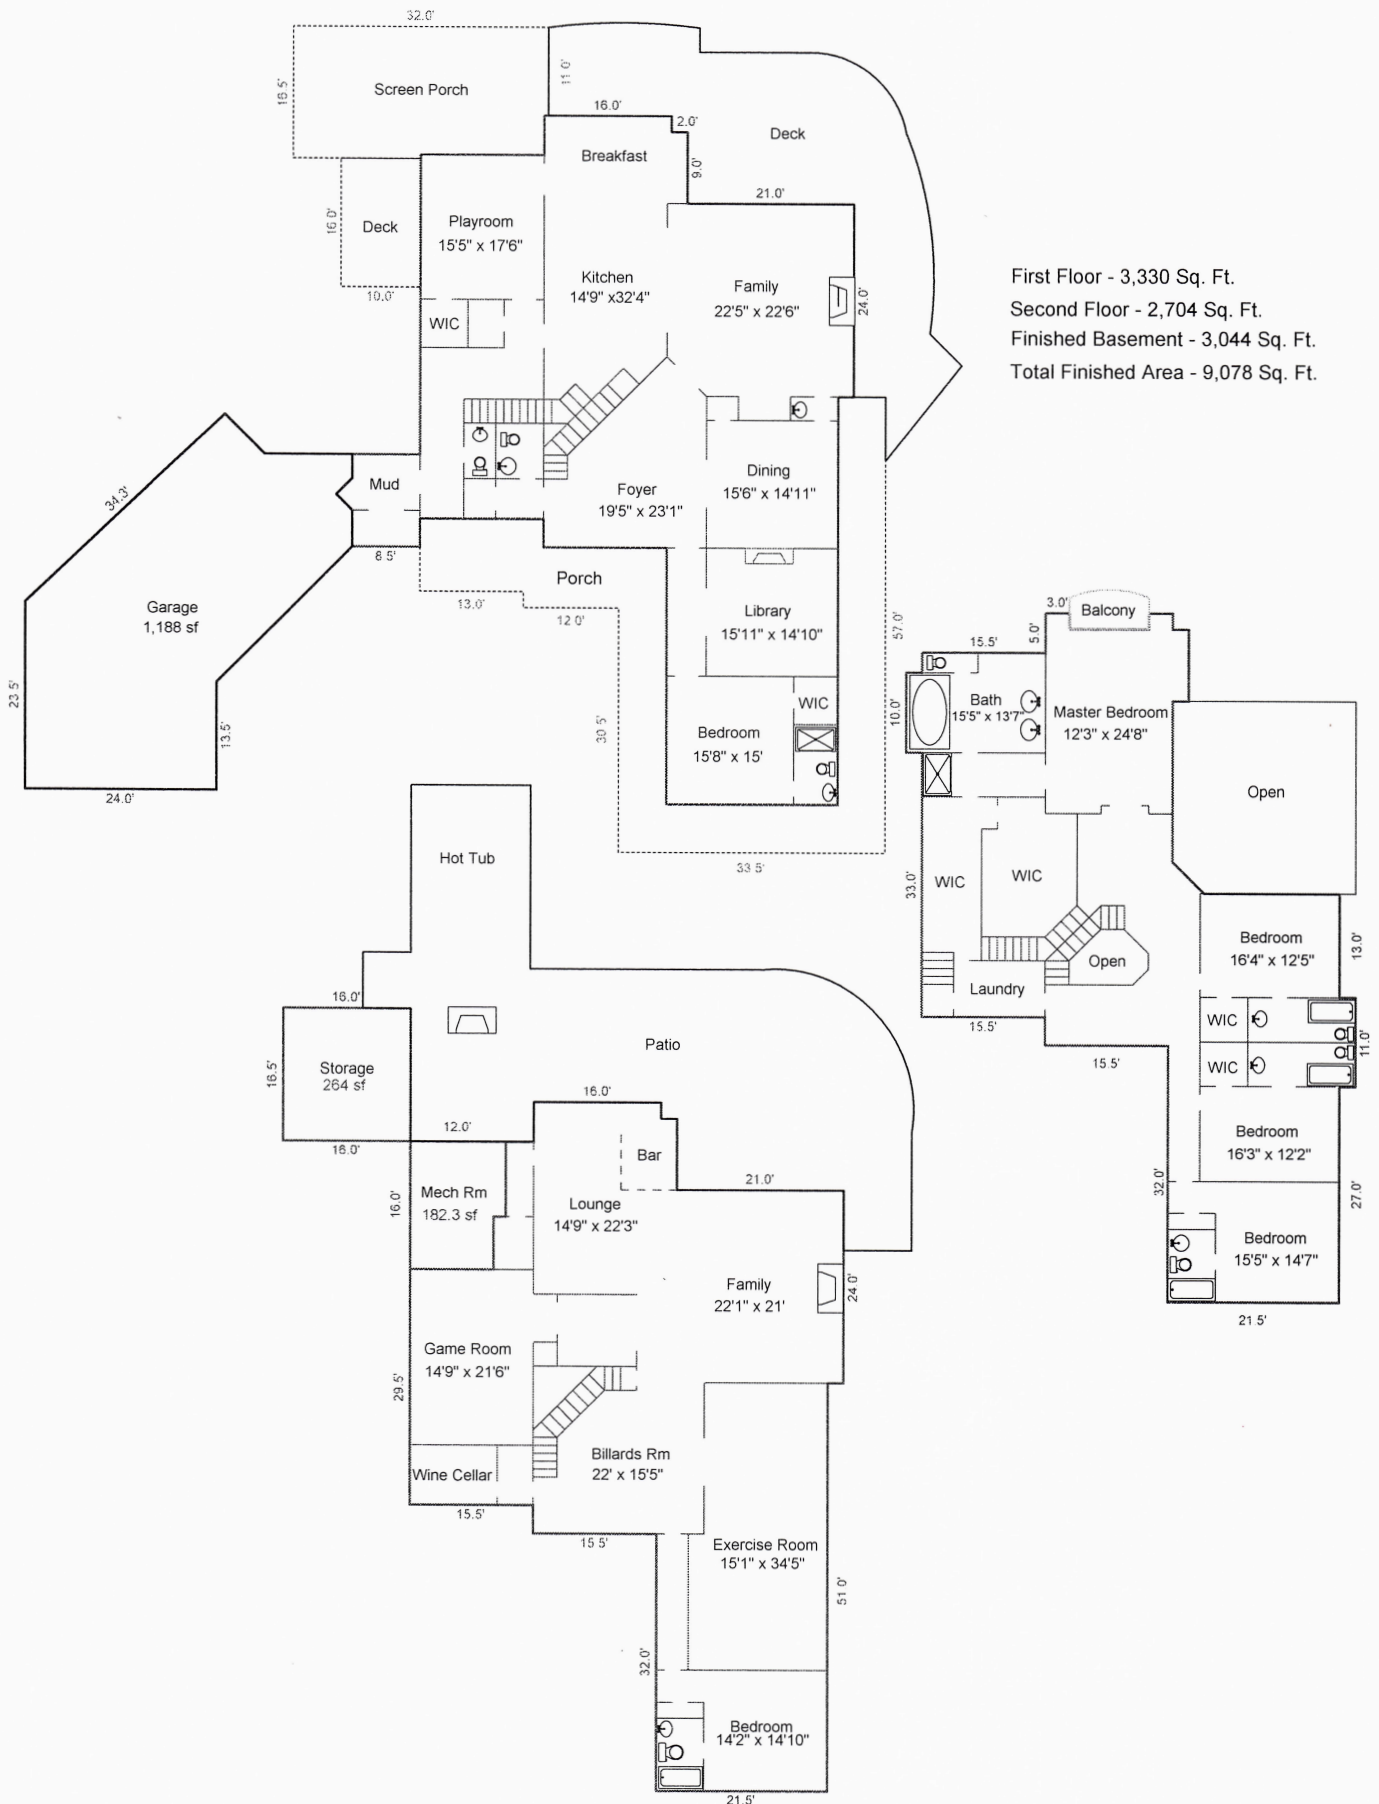 32.0'
16.5'
Screen Porch
11.0'
16.0'
2.0'
Deck
Breakfast
9.0'
21.0'
16.0'
Deck
Playroom
15'5" x 17'6"
10.0'
Kitchen
14'9" x32'4"
Family
22'5" x 22'6"
24.0'
WIC
First Floor - 3,330 Sq. Ft.
Second Floor - 2,704 Sq. Ft.
Finished Basement - 3,044 Sq. Ft.
Total Finished Area - 9,078 Sq. Ft.
34.3'
Mud
8 5'
Foyer
19'5" x 23'1"
Dining
15'6" x 14'11"
Porch
13.0'
12 0'
Garage
1,188 sf
Library
15'11" x 14'10"
57.0'
23 5'
13.5'
24.0'
30 5'
Bedroom
15'8" x 15'
WIC
33 5'
3.0'
Balcony
5.0'
15.5'
10.0'
Bath
15'5" x 13'7"
Master Bedroom
12'3" x 24'8"
Open
33.0'
WIC
WIC
Open
Laundry
15.5'
15.5'
Bedroom
16'4" x 12'5"
13.0'
WIC
WIC
11.0'
Bedroom
16'3" x 12'2"
32.0'
27.0'
Bedroom
15'5" x 14'7"
21.5'
Hot Tub
16.0'
Storage
264 sf
16.5'
16.0'
Patio
16.0'
12.0'
Bar
21.0'
Mech Rm
182.3 sf
16.0'
Lounge
14'9" x 22'3"
Family
22'1" x 21'
24.0'
Game Room
14'9" x 21'6"
29.5'
Billards Rm
22' x 15'5"
Wine Cellar
15.5'
15 5'
Exercise Room
15'1" x 34'5"
51 0'
32.0'
Bedroom
14'2" x 14'10"
21.5'